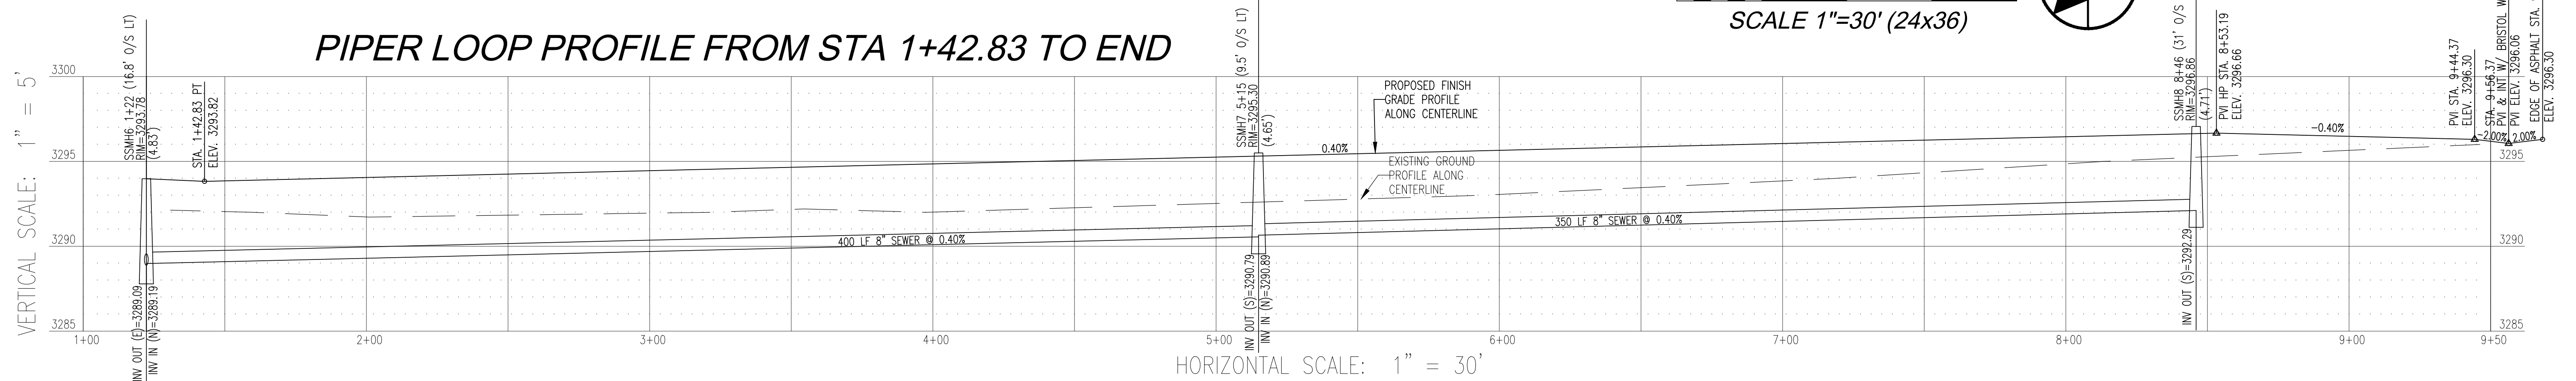 SCALE 1"=30' (24x36)
PIPER LOOP PROFILE FROM STA 1+42.83 TO END
VERTICAL SCALE: 1" = 5'
3300
3295
3290
3285
SSMH6 1+22 (16.8' O/S LT)
RIM=3293.78
(4.83')
STA. 1+42.83 PT
ELEV. 3293.82
INV OUT (E)=3289.09
INV IN (N)=3289.19
400 LF 8" SEWER @ 0.40%
SSMH7 5+15 (9.5' O/S LT)
RIM=3295.30
(4.65')
INV OUT (S)=3290.79
INV IN (N)=3290.89
0.40%
PROPOSED FINISH
GRADE PROFILE
ALONG CENTERLINE
EXISTING GROUND
PROFILE ALONG
CENTERLINE
350 LF 8" SEWER @ 0.40%
SSMH8 8+46 (31' O/S
RIM=3296.86
(4.71')
INV OUT (S)=3292.29
PVI HP STA. 8+53.19
ELEV. 3296.66
-0.40%
PVI STA. 9+44.37
ELEV. 3296.30
-2.00%
STA. 9+56.37
PVI & INT W/ BRISTOL W
PVI ELEV. 3296.06
2.00%
EDGE OF ASPHALT STA.
ELEV. 3296.30
3295
3290
3285
1+00
2+00
3+00
4+00
5+00
6+00
7+00
8+00
9+00
9+50
HORIZONTAL SCALE: 1" = 30'